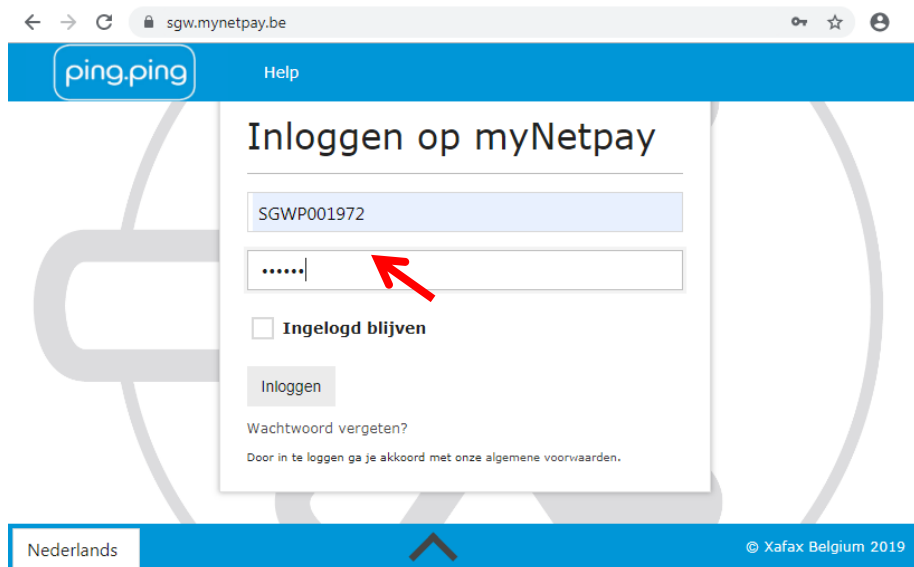 sgw.mynetpay.be
ping.ping Help
Inloggen op myNetpay
SGWP001972
••••••
Ingelogd blijven
Inloggen
Wachtwoord vergeten?
Door in te loggen ga je akkoord met onze algemene voorwaarden.
Nederlands © Xafax Belgium 2019